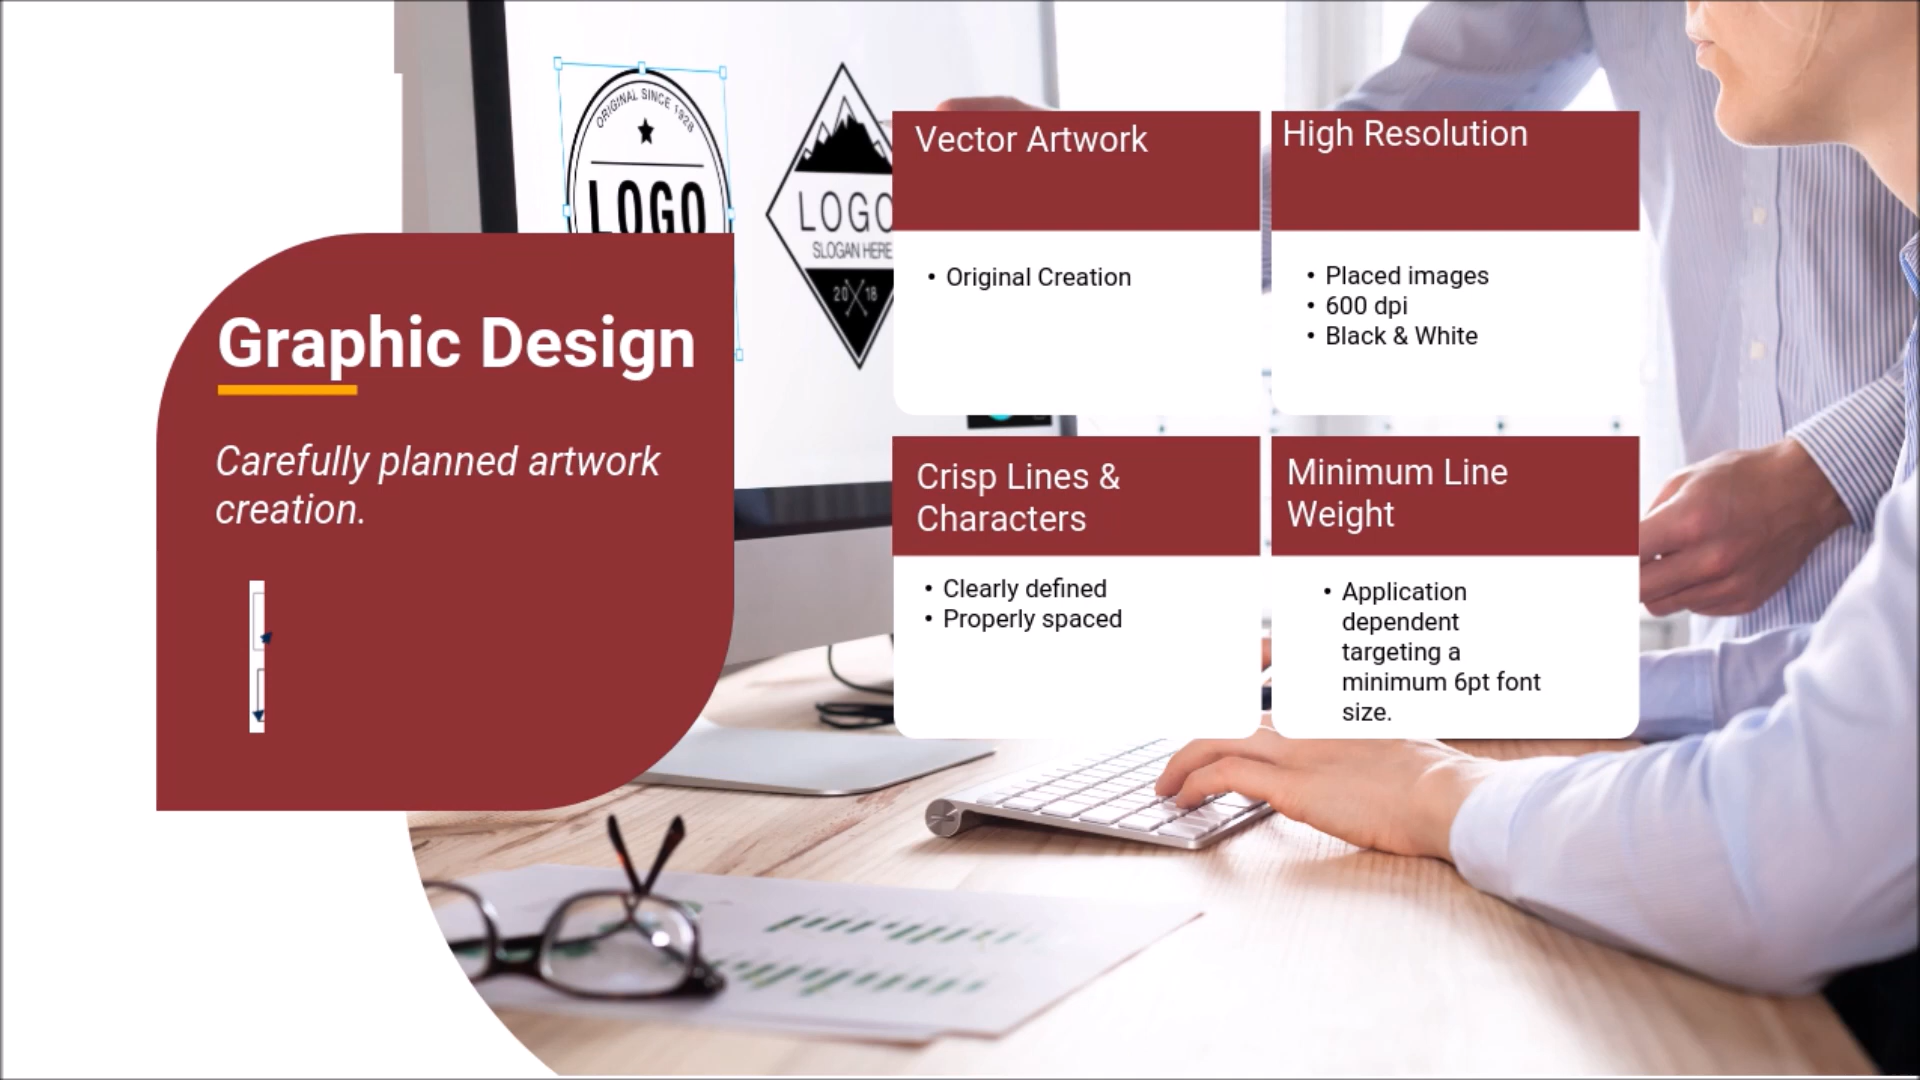 ORIGINAL SINCE 1928
LOGO
LOGO
SLOGAN HERE
20 18
Graphic Design
Carefully planned artwork
creation.
Vector Artwork
• Original Creation
High Resolution
• Placed images
• 600 dpi
• Black & White
Crisp Lines &
Characters
• Clearly defined
• Properly spaced
Minimum Line
Weight
• Application
dependent
targeting a
minimum 6pt font
size.